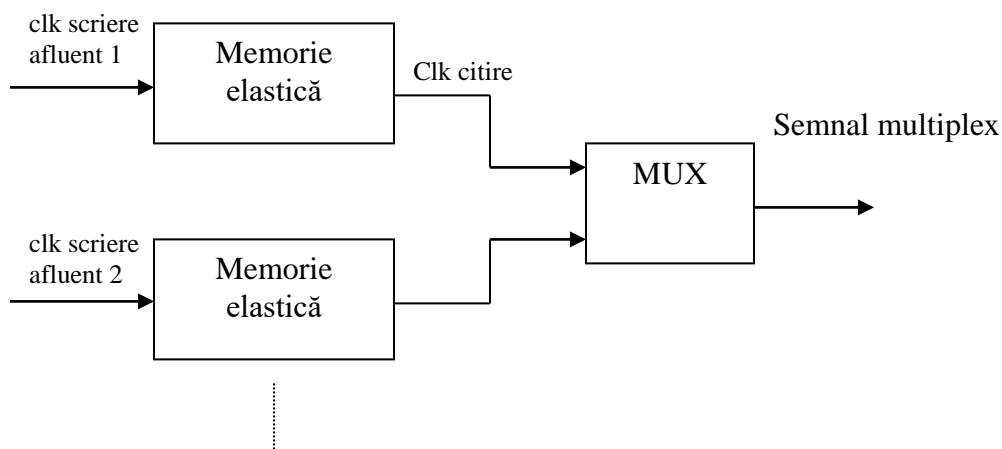 clk scriere
afluent 1
Memorie
elastică
Clk citire
Semnal multiplex
MUX
clk scriere
afluent 2
Memorie
elastică